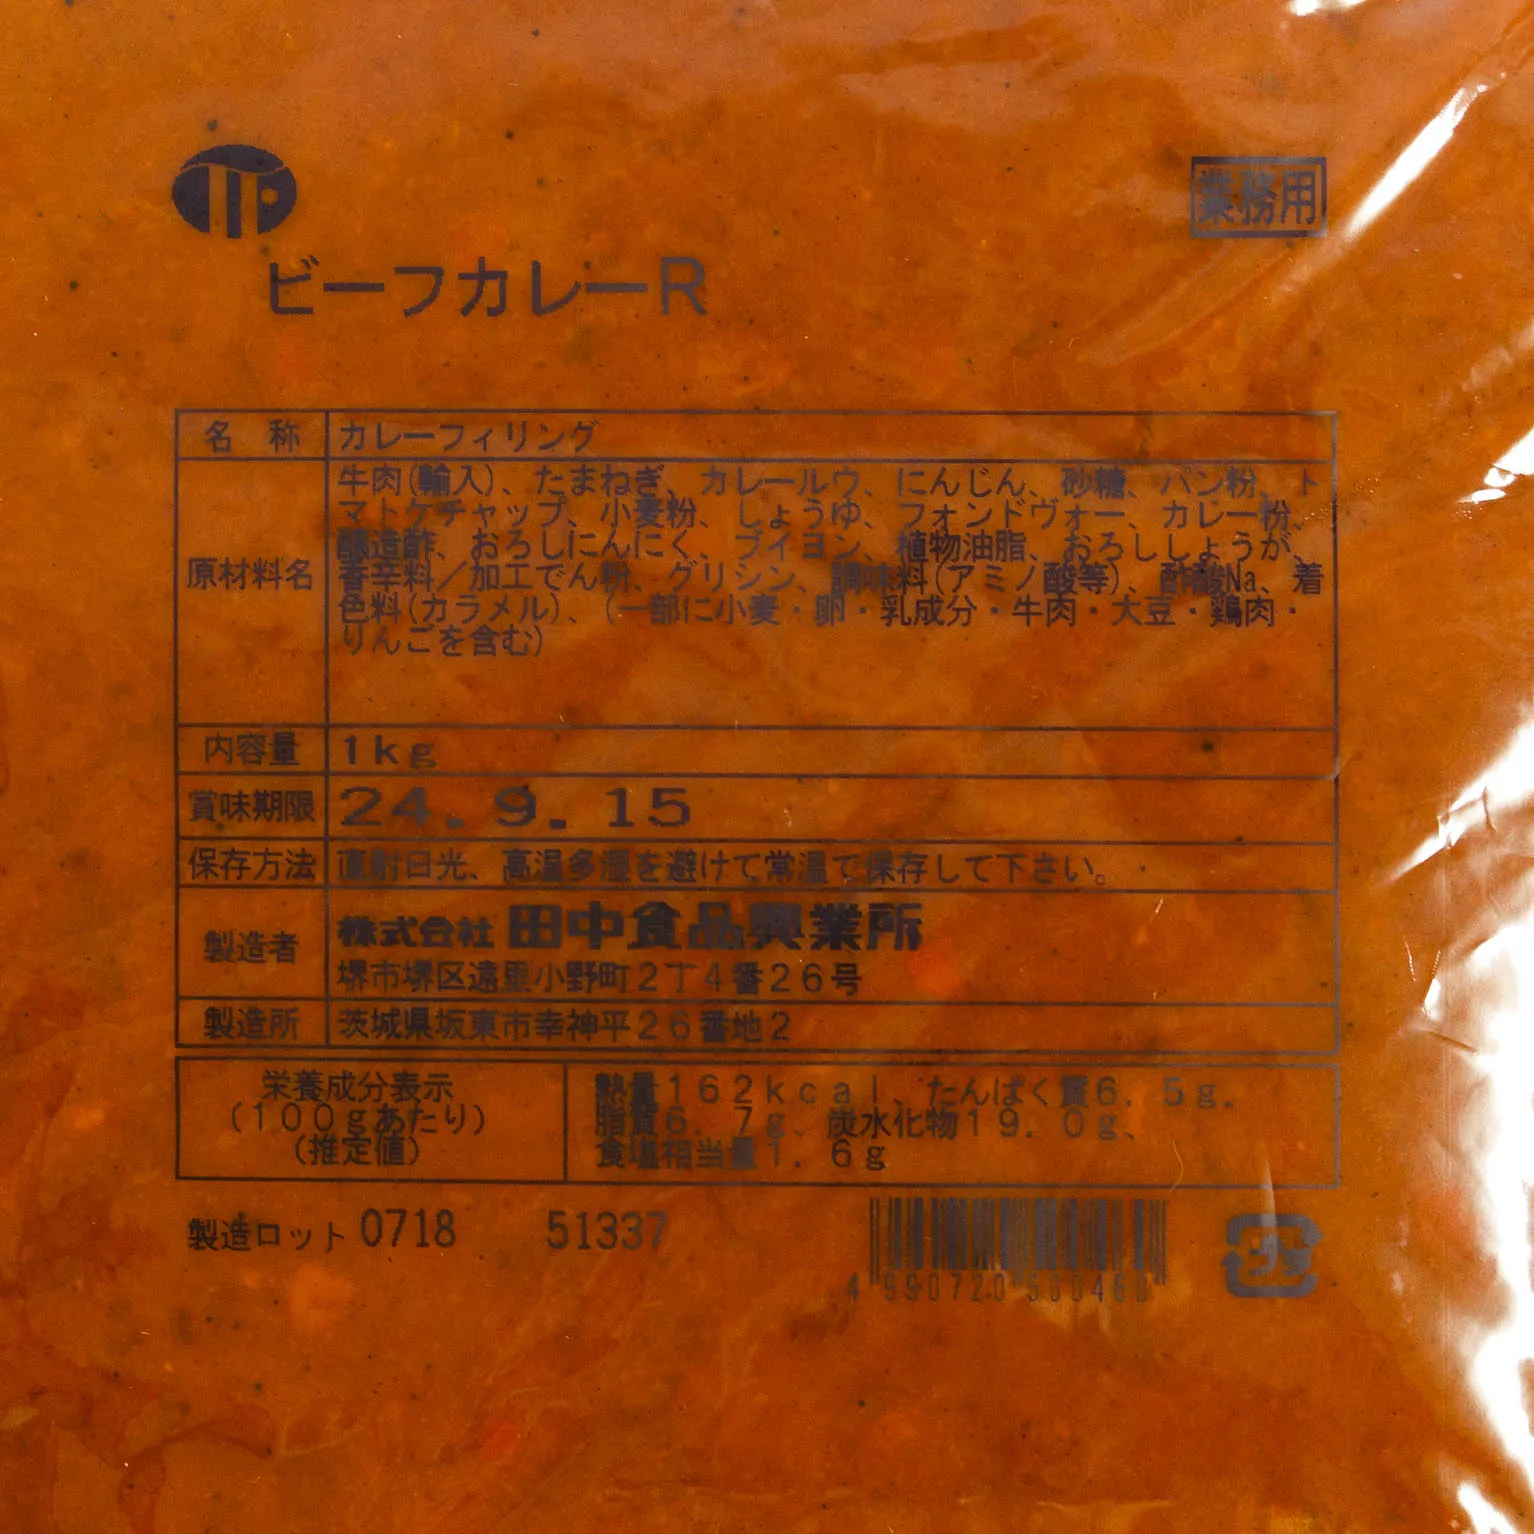 業務用
ビーフカレーR
名 称 カレーフィリング
原材料名 牛肉(輸入)、たまねぎ、カレールウ、にんじん、砂糖、パン粉、ト
マトケチャップ、小麦粉、しょうゆ、フォンドヴォー、カレー粉、
醸造酢、おろしにんにく、ブイヨン、植物油脂、おろししょうが、
香辛料／加工でん粉、グリシン、調味料(アミノ酸等)、酢酸Na、着
色料(カラメル)、(一部に小麦・卵・乳成分・牛肉・大豆・鶏肉・
りんごを含む)
内容量 1kg
賞味期限 24.9.15
保存方法 直射日光、高温多湿を避けて常温で保存して下さい。
製造者 株式会社 田中食品興業所
堺市堺区遠里小野町2丁4番26号
製造所 茨城県坂東市幸神平26番地2
栄養成分表示
(100gあたり)
(推定値)
熱量162kcal、たんぱく質6.5g、
脂質6.7g、炭水化物19.0g、
食塩相当量1.6g
製造ロット 0718 51337
4 990720 500460
プラ